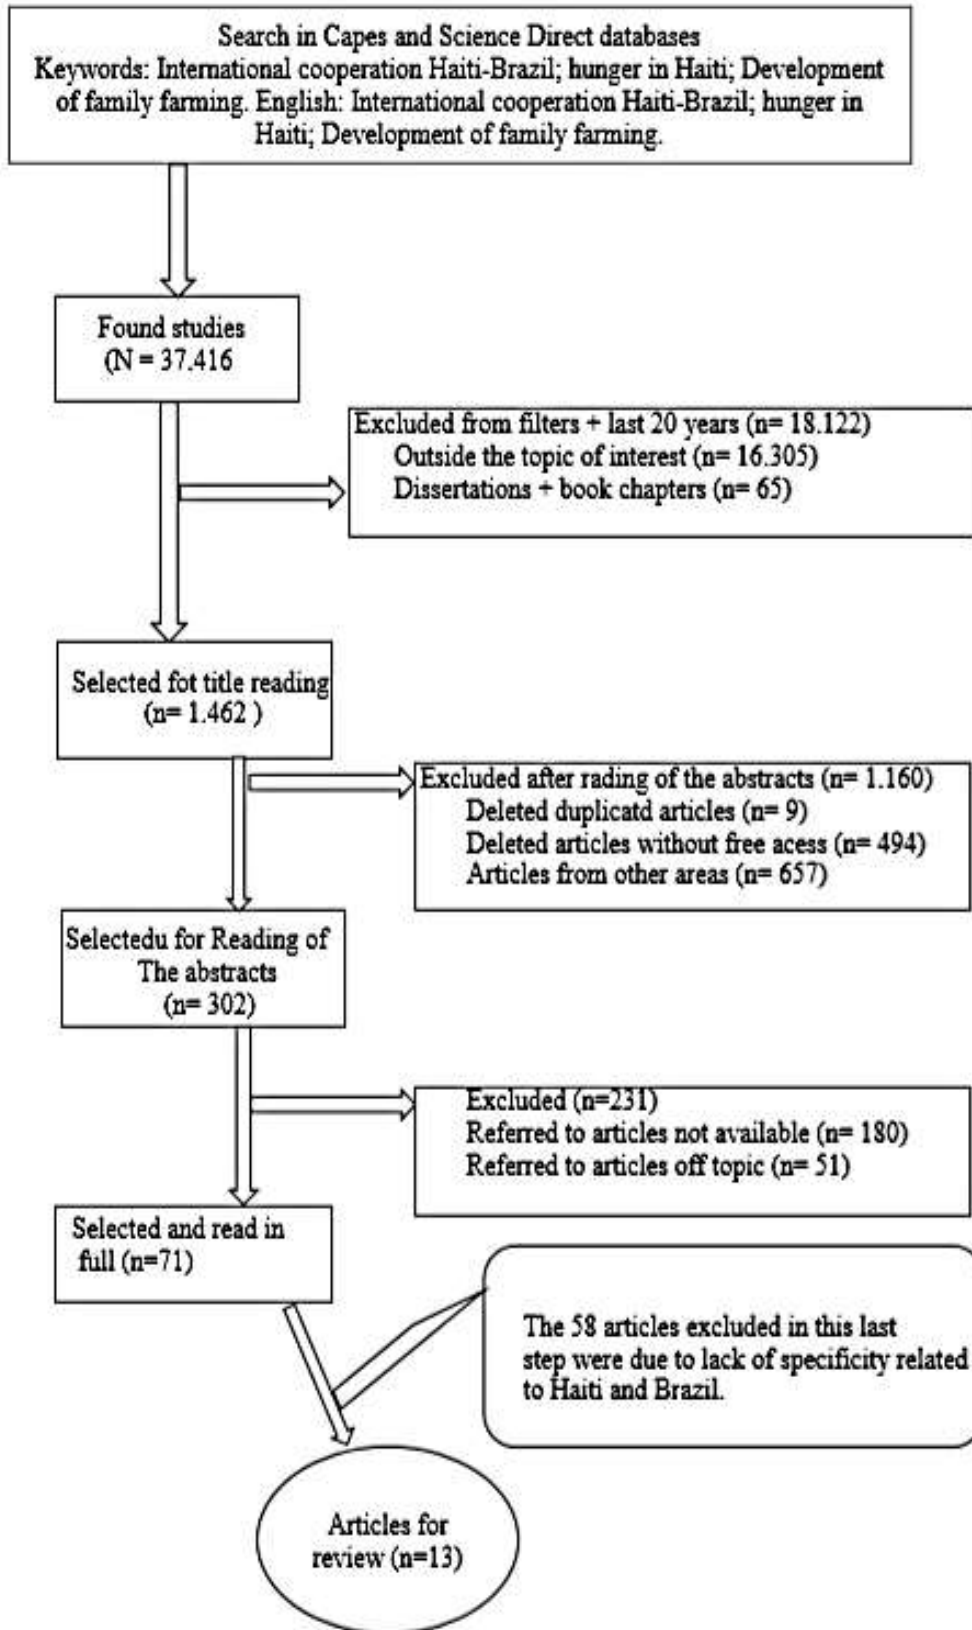 Search in Capes and Science Direct databases
Keywords: International cooperation Haiti-Brazil; hunger in Haiti; Development
of family farming. English: International cooperation Haiti-Brazil; hunger in
Haiti; Development of family farming.
Found studies
(N = 37.416
Excluded from filters + last 20 years (n= 18.122)
Outside the topic of interest (n= 16.305)
Dissertations + book chapters (n= 65)
Selected fot title reading
(n= 1.462 )
Excluded after rading of the abstracts (n= 1.160)
Deleted duplicatd articles (n= 9)
Deleted articles without free acess (n= 494)
Articles from other areas (n= 657)
Selectedu for Reading of
The abstracts
(n= 302)
Excluded (n=231)
Referred to articles not available (n= 180)
Referred to articles off topic (n= 51)
Selected and read in
full (n=71)
The 58 articles excluded in this last
step were due to lack of specificity related
to Haiti and Brazil.
Articles for
review (n=13)